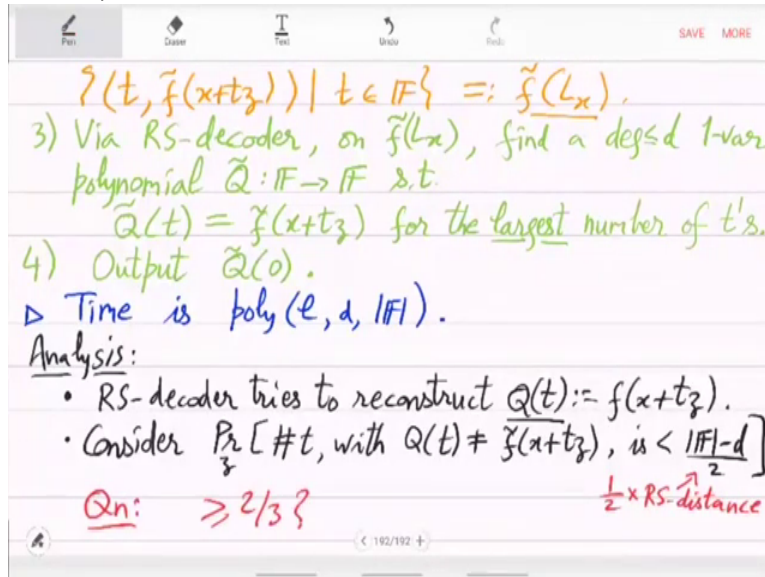 Pen Eraser Text Undo Redo SAVE MORE
{(t, f̃(x+tz)) | t ∈ 𝔽} =: f̃(Lₓ).
3) Via RS-decoder, on f̃(Lₓ), find a deg≤d 1-var
polynomial Q̃: 𝔽→𝔽 s.t.
Q̃(t) = f̃(x+tz) for the largest number of t's.
4) Output Q̃(0).
▷ Time is poly(ℓ, d, |𝔽|).
Analysis:
• RS-decoder tries to reconstruct Q(t) := f(x+tz).
• Consider Pr_z [#t, with Q(t) ≠ f̃(x+tz), is < (|𝔽|-d)/2]
Qn: ≥ 2/3? 1/2 × RS-distance
< 192/192 +